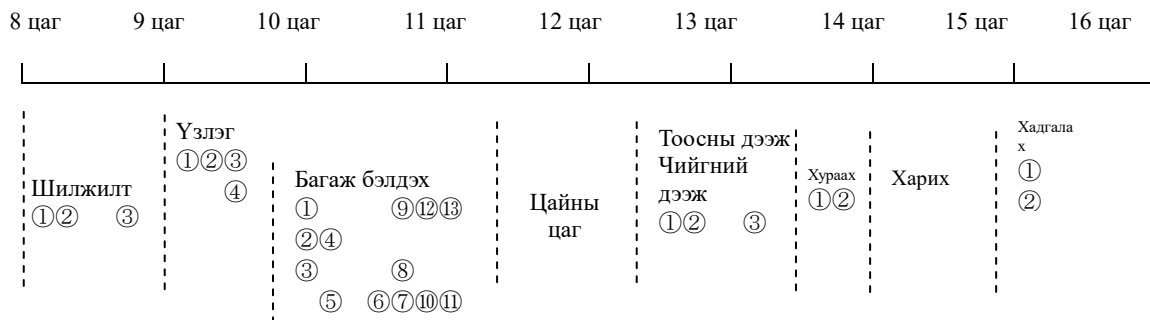 8 цаг 9 цаг 10 цаг 11 цаг 12 цаг 13 цаг 14 цаг 15 цаг 16 цаг
Шилжилт
①② ③
Үзлэг
①②③
④
Багаж бэлдэх
① ⑨⑫⑬
②④
③ ⑧
⑤ ⑥⑦⑩⑪
Цайны
цаг
Тоосны дээж
Чийгний
дээж
①② ③
Хураах
①②
Харих
Хадгала
х
①
②